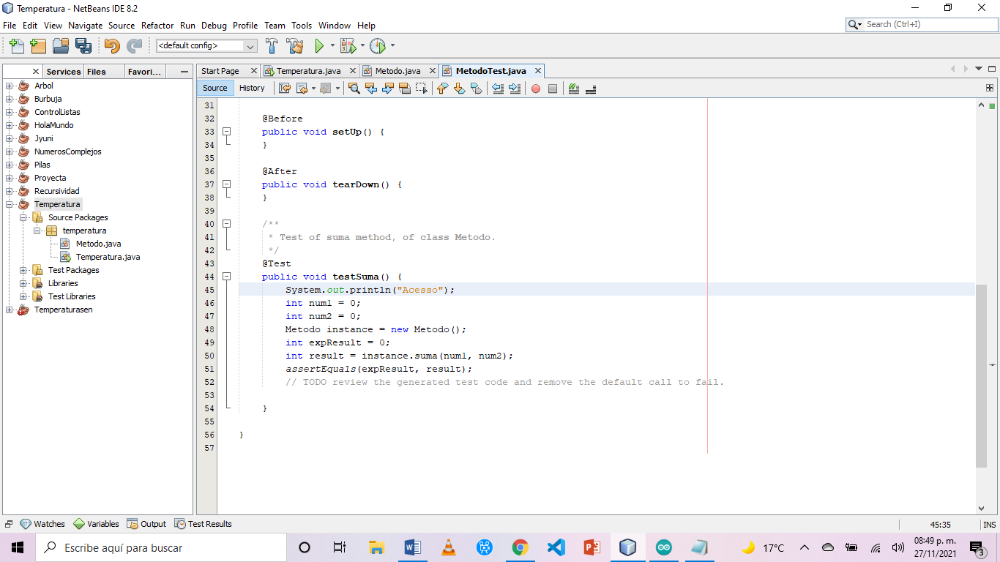 Temperatura - NetBeans IDE 8.2
File Edit View Navigate Source Refactor Run Debug Profile Team Tools Window Help
Search (Ctrl+I)
<default config>
Services Files Favori...
Start Page Temperatura.java Metodo.java MetodoTest.java
Source History
Arbol
Burbuja
ControlListas
HolaMundo
Jyuni
NumerosComplejos
Pilas
Proyecta
Recursividad
Temperatura
Source Packages
temperatura
Metodo.java
Temperatura.java
Test Packages
Libraries
Test Libraries
Temperaturasen
31
32 @Before
33 public void setUp() {
34 }
35
36 @After
37 public void tearDown() {
38 }
39
40 /**
41 * Test of suma method, of class Metodo.
42 */
43 @Test
44 public void testSuma() {
45 System.out.println("Acesso");
46 int num1 = 0;
47 int num2 = 0;
48 Metodo instance = new Metodo();
49 int expResult = 0;
50 int result = instance.suma(num1, num2);
51 assertEquals(expResult, result);
52 // TODO review the generated test code and remove the default call to fail.
53
54 }
55
56 }
57
Watches Variables Output Test Results
45:35 INS
Escribe aquí para buscar
17°C
08:49 p. m.
27/11/2021
3